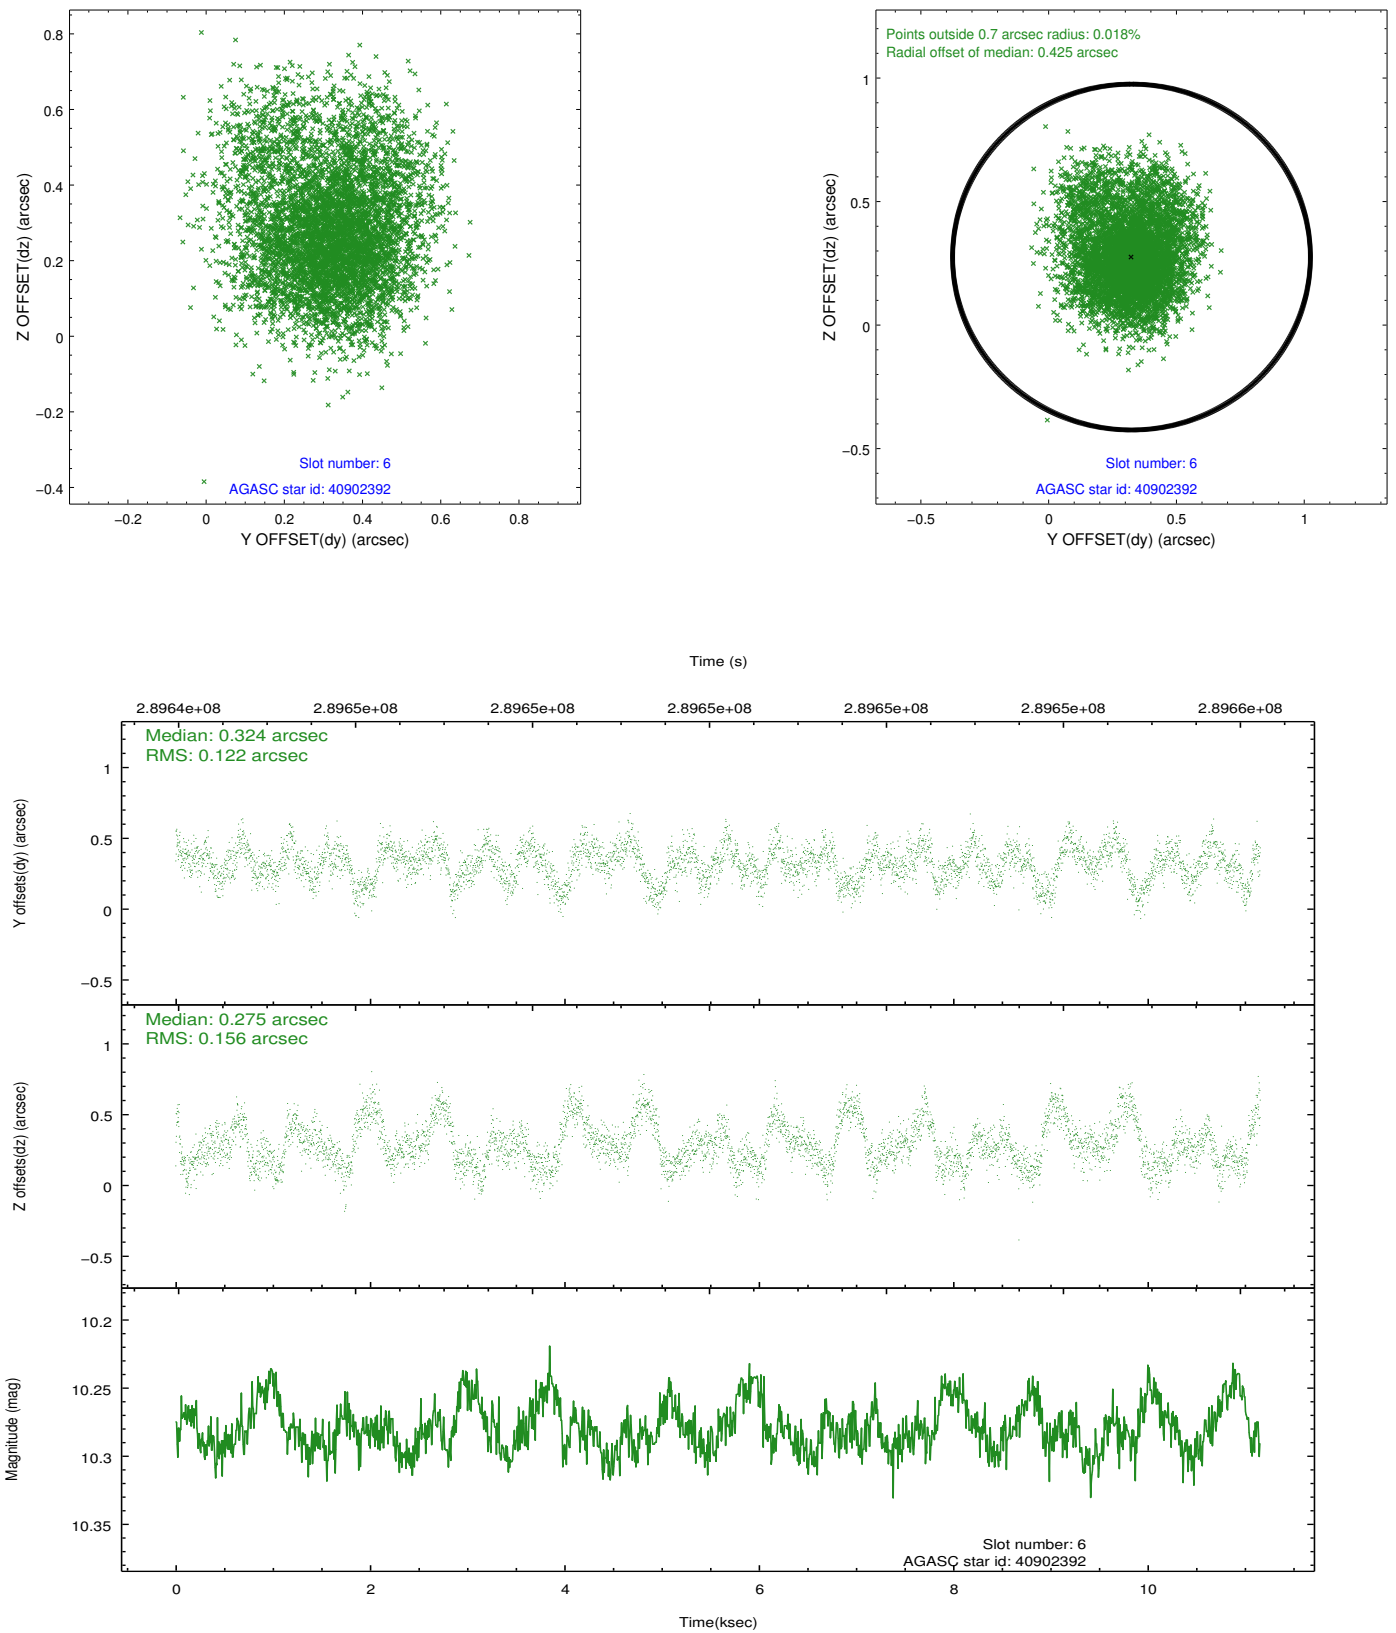 0.8
0.6
0.4
0.2
0
−0.2
−0.4
Z OFFSET(dz) (arcsec)
Slot number: 6
AGASC star id: 40902392
−0.2 0 0.2 0.4 0.6 0.8
Y OFFSET(dy) (arcsec)
Points outside 0.7 arcsec radius: 0.018%
Radial offset of median: 0.425 arcsec
1
0.5
0
−0.5
Z OFFSET(dz) (arcsec)
Slot number: 6
AGASC star id: 40902392
−0.5 0 0.5 1
Y OFFSET(dy) (arcsec)
Time (s)
2.8964e+08 2.8965e+08 2.8965e+08 2.8965e+08 2.8965e+08 2.8965e+08 2.8966e+08
Median: 0.324 arcsec
RMS: 0.122 arcsec
1
0.5
0
−0.5
Y offsets(dy) (arcsec)
Median: 0.275 arcsec
RMS: 0.156 arcsec
1
0.5
0
−0.5
Z offsets(dz) (arcsec)
10.2
10.25
10.3
10.35
Magnitude (mag)
Slot number: 6
AGASC star id: 40902392
0 2 4 6 8 10
Time(ksec)